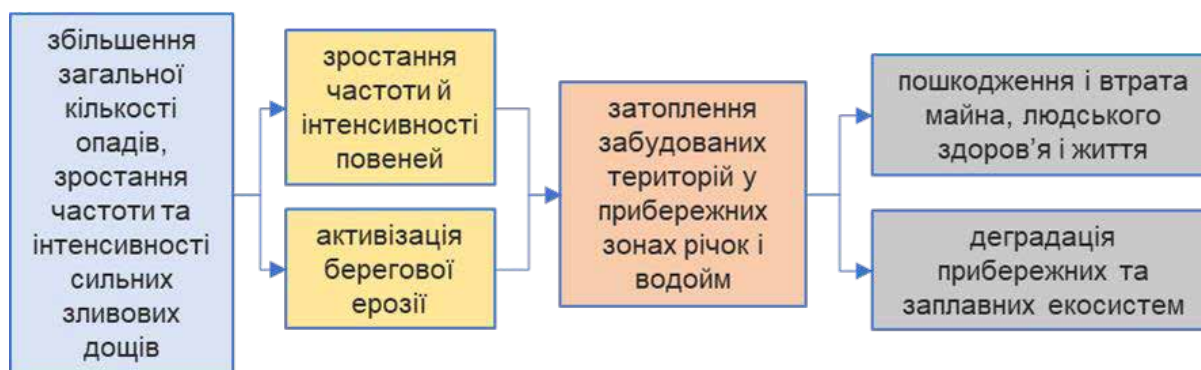 збільшення
загальної
кількості
опадів,
зростання
частоти та
інтенсивності
сильних
зливових
дощів
зростання
частоти й
інтенсивності
повеней
активізація
берегової
ерозії
затоплення
забудованих
територій у
прибережних
зонах річок і
водойм
пошкодження і втрата
майна, людського
здоров’я і життя
деградація
прибережних та
заплавних екосистем